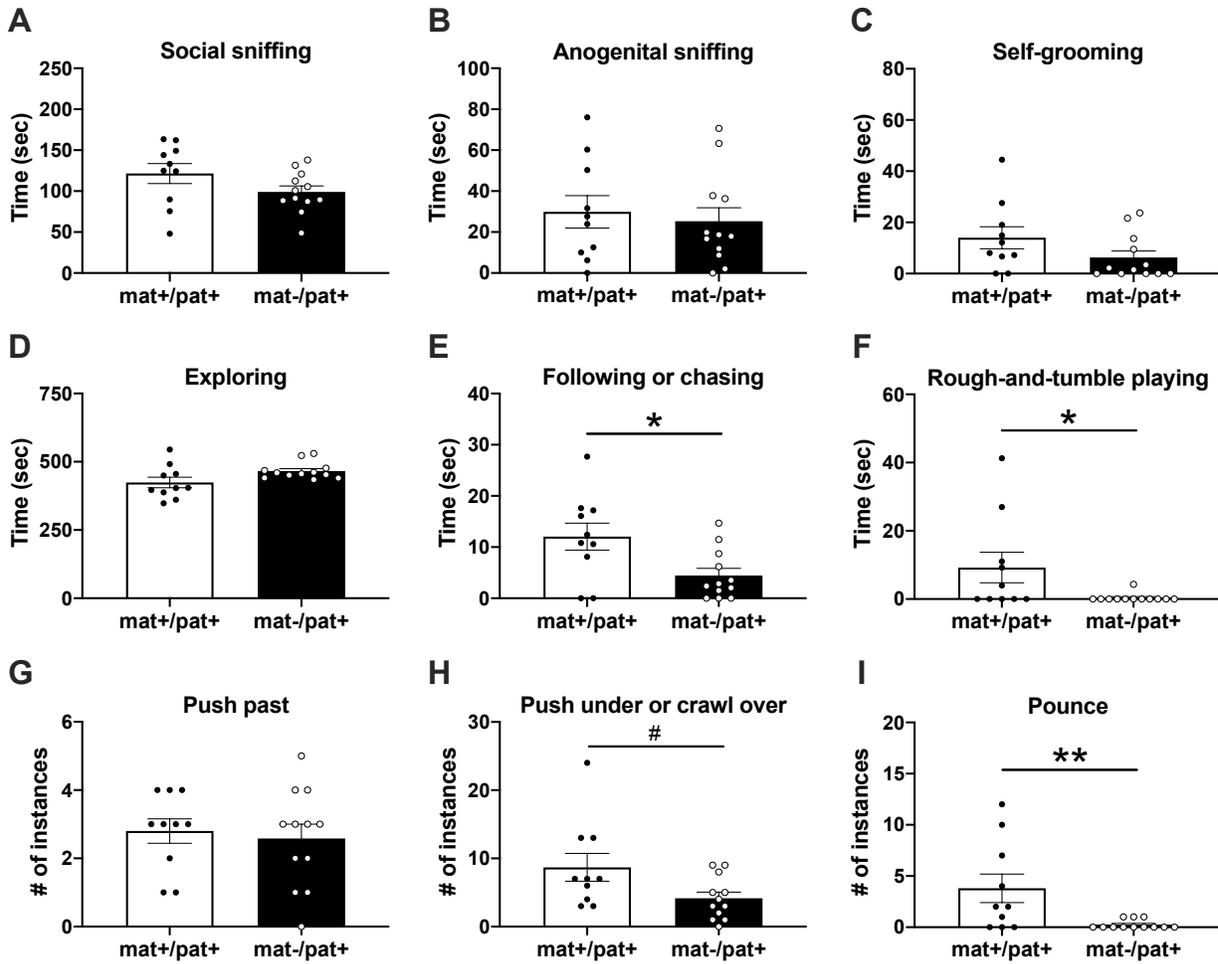 A
Social sniffing
250
200
150
100
50
0
Time (sec)
mat+/pat+ mat-/pat+
B
Anogenital sniffing
100
80
60
40
20
0
Time (sec)
mat+/pat+ mat-/pat+
C
Self-grooming
80
60
40
20
0
Time (sec)
mat+/pat+ mat-/pat+
D
Exploring
750
500
250
0
Time (sec)
mat+/pat+ mat-/pat+
E
Following or chasing
40
30
20
10
0
Time (sec)
*
mat+/pat+ mat-/pat+
F
Rough-and-tumble playing
60
40
20
0
Time (sec)
*
mat+/pat+ mat-/pat+
G
Push past
6
4
2
0
# of instances
mat+/pat+ mat-/pat+
H
Push under or crawl over
30
20
10
0
# of instances
#
mat+/pat+ mat-/pat+
I
Pounce
20
15
10
5
0
# of instances
**
mat+/pat+ mat-/pat+